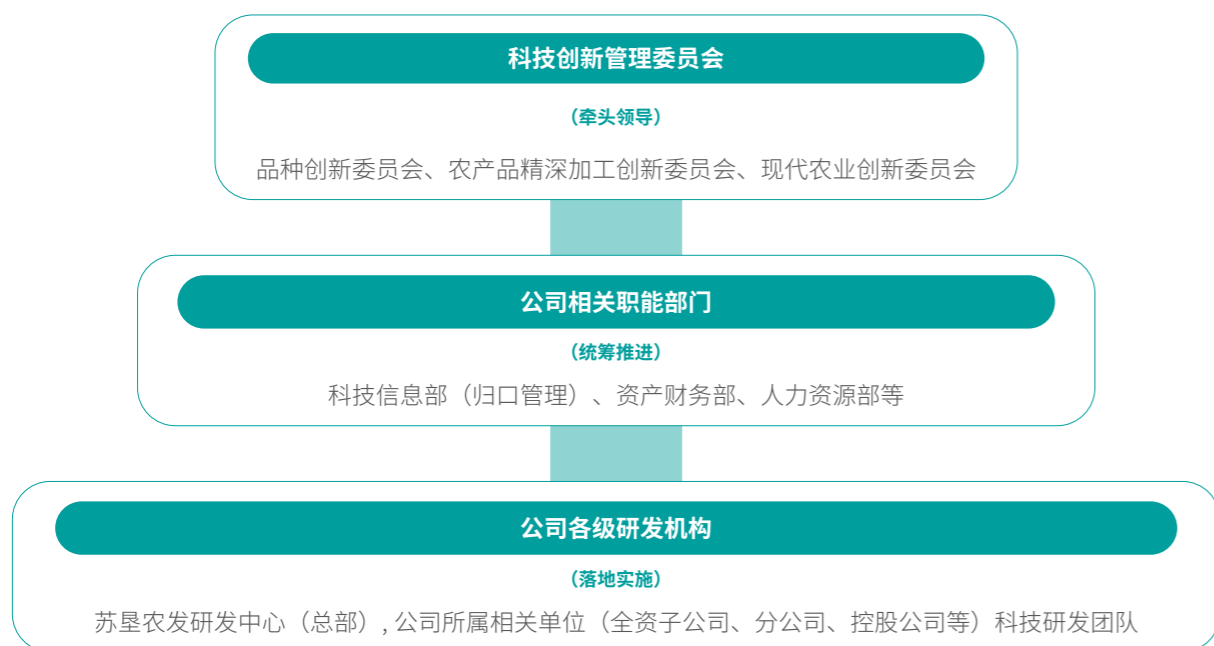 科技创新管理委员会
（牵头领导）
品种创新委员会、农产品精深加工创新委员会、现代农业创新委员会
公司相关职能部门
（统筹推进）
科技信息部（归口管理）、资产财务部、人力资源部等
公司各级研发机构
（落地实施）
苏垦农发研发中心（总部）, 公司所属相关单位（全资子公司、分公司、控股公司等）科技研发团队